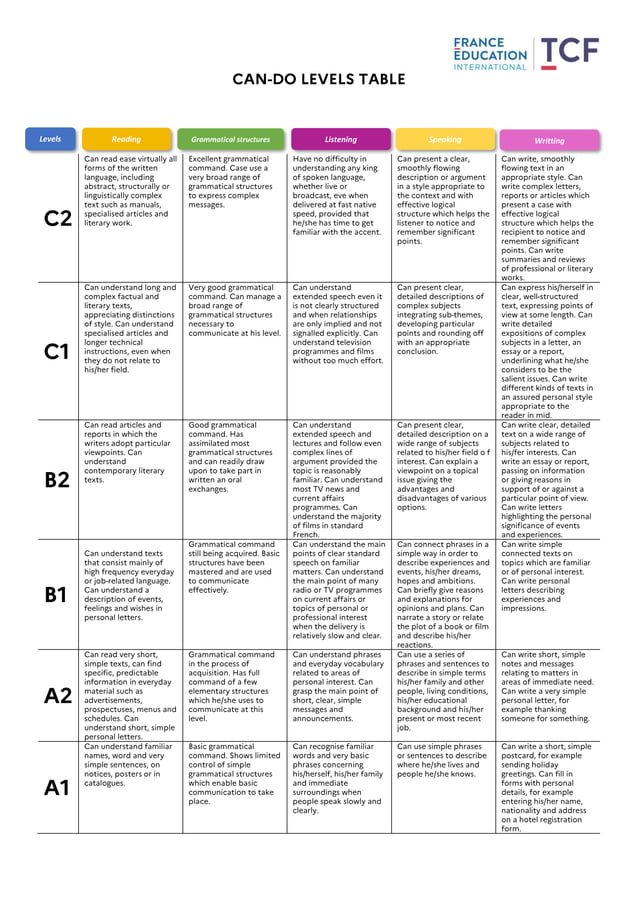 FRANCE
EDUCATION
INTERNATIONAL
TCF
CAN-DO LEVELS TABLE
Levels
Reading
Grammatical structures
Listening
Speaking
Writting
C2
Can read ease virtually all
forms of the written
language, including
abstract, structurally or
linguistically complex
text such as manuals,
specialised articles and
literary work.
Excellent grammatical
command. Case use a
very broad range of
grammatical structures
to express complex
messages.
Have no difficulty in
understanding any king
of spoken language,
whether live or
broadcast, eve when
delivered at fast native
speed, provided that
he/she has time to get
familiar with the accent.
Can present a clear,
smoothly flowing
description or argument
in a style appropriate to
the context and with
effective logical
structure which helps the
listener to notice and
remember significant
points.
Can write, smoothly
flowing text in an
appropriate style. Can
write complex letters,
reports or articles which
present a case with
effective logical
structure which helps the
recipient to notice and
remember significant
points. Can write
summaries and reviews
of professional or literary
works.
C1
Can understand long and
complex factual and
literary texts,
appreciating distinctions
of style. Can understand
specialised articles and
longer technical
instructions, even when
they do not relate to
his/her field.
Very good grammatical
command. Can manage a
broad range of
grammatical structures
necessary to
communicate at his level.
Can understand
extended speech even it
is not clearly structured
and when relationships
are only implied and not
signalled explicitly. Can
understand television
programmes and films
without too much effort.
Can present clear,
detailed descriptions of
complex subjects
integrating sub-themes,
developing particular
points and rounding off
with an appropriate
conclusion.
Can express his/herself in
clear, well-structured
text, expressing points of
view at some length. Can
write detailed
expositions of complex
subjects in a letter, an
essay or a report,
underlining what he/she
considers to be the
salient issues. Can write
different kinds of texts in
an assured personal style
appropriate to the
reader in mid.
B2
Can read articles and
reports in which the
writers adopt particular
viewpoints. Can
understand
contemporary literary
texts.
Good grammatical
command. Has
assimilated most
grammatical structures
and can readily draw
upon to take part in
written an oral
exchanges.
Can understand
extended speech and
lectures and follow even
complex lines of
argument provided the
topic is reasonably
familiar. Can understand
most TV news and
current affairs
programmes. Can
understand the majority
of films in standard
French.
Can present clear,
detailed description on a
wide range of subjects
related to his/her field o f
interest. Can explain a
viewpoint on a topical
issue giving the
advantages and
disadvantages of various
options.
Can write clear, detailed
text on a wide range of
subjects related to
his/fer interests. Can
write an essay or report,
passing on information
or giving reasons in
support of or against a
particular point of view.
Can write letters
highlighting the personal
significance of events
and experiences.
B1
Can understand texts
that consist mainly of
high frequency everyday
or job-related language.
Can understand a
description of events,
feelings and wishes in
personal letters.
Grammatical command
still being acquired. Basic
structures have been
mastered and are used
to communicate
effectively.
Can understand the main
points of clear standard
speech on familiar
matters. Can understand
the main point of many
radio or TV programmes
on current affairs or
topics of personal or
professional interest
when the delivery is
relatively slow and clear.
Can connect phrases in a
simple way in order to
describe experiences and
events, his/her dreams,
hopes and ambitions.
Can briefly give reasons
and explanations for
opinions and plans. Can
narrate a story or relate
the plot of a book or film
and describe his/her
reactions.
Can write simple
connected texts on
topics which are familiar
or of personal interest.
Can write personal
letters describing
experiences and
impressions.
A2
Can read very short,
simple texts, can find
specific, predictable
information in everyday
material such as
advertisements,
prospectuses, menus and
schedules. Can
understand short, simple
personal letters.
Grammatical command
in the process of
acquisition. Has full
command of a few
elementary structures
which he/she uses to
communicate at this
level.
Can understand phrases
and everyday vocabulary
related to areas of
personal interest. Can
grasp the main point of
short, clear, simple
messages and
announcements.
Can use a series of
phrases and sentences to
describe in simple terms
his/her family and other
people, living conditions,
his/her educational
background and his/her
present or most recent
job.
Can write short, simple
notes and messages
relating to matters in
areas of immediate need.
Can write a very simple
personal letter, for
example thanking
someone for something.
A1
Can understand familiar
names, word and very
simple sentences, on
notices, posters or in
catalogues.
Basic grammatical
command. Shows limited
control of simple
grammatical structures
which enable basic
communication to take
place.
Can recognise familiar
words and very basic
phrases concerning
his/herself, his/her family
and immediate
surroundings when
people speak slowly and
clearly.
Can use simple phrases
or sentences to describe
where he/she lives and
people he/she knows.
Can write a short, simple
postcard, for example
sending holiday
greetings. Can fill in
forms with personal
details, for example
entering his/her name,
nationality and address
on a hotel registration
form.